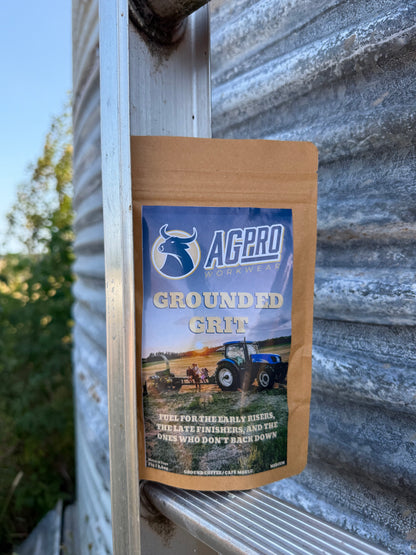 AGPRO
WORKWEAR
GROUNDED
GRIT
FUEL FOR THE EARLY RISERS,
THE LATE FINISHERS, AND THE
ONES WHO DON'T BACK DOWN
MEDIUM
GROUND COFFEE/CAFÉ MOULU